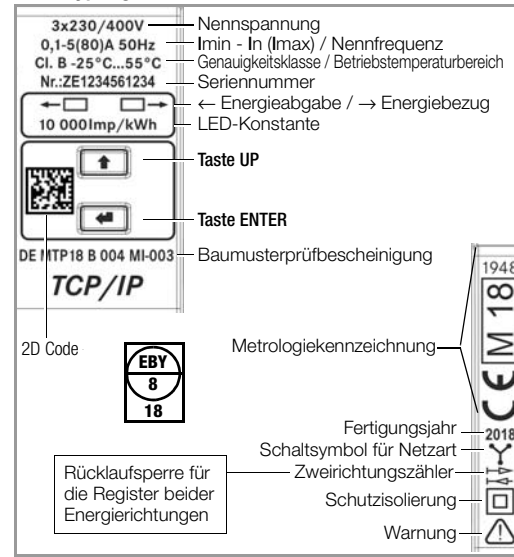 3x230/400V
Nennspannung
0,1-5(80)A 50Hz
Imin - In (Imax) / Nennfrequenz
Cl. B -25°C...55°C
Genauigkeitsklasse / Betriebstemperaturbereich
Nr.:ZE1234561234
Seriennummer
← →
← Energieabgabe / → Energiebezug
10 000Imp/kWh
LED-Konstante
Taste UP
Taste ENTER
DE MTP18 B 004 MI-003
Baumusterprüfbescheinigung
TCP/IP
2D Code
EBY
8
18
1948
CE M 18
Metrologiekennzeichnung
Fertigungsjahr
2018
Schaltsymbol für Netzart
Zweirichtungszähler
Rücklaufsperre für
die Register beider
Energierichtungen
Schutzisolierung
Warnung